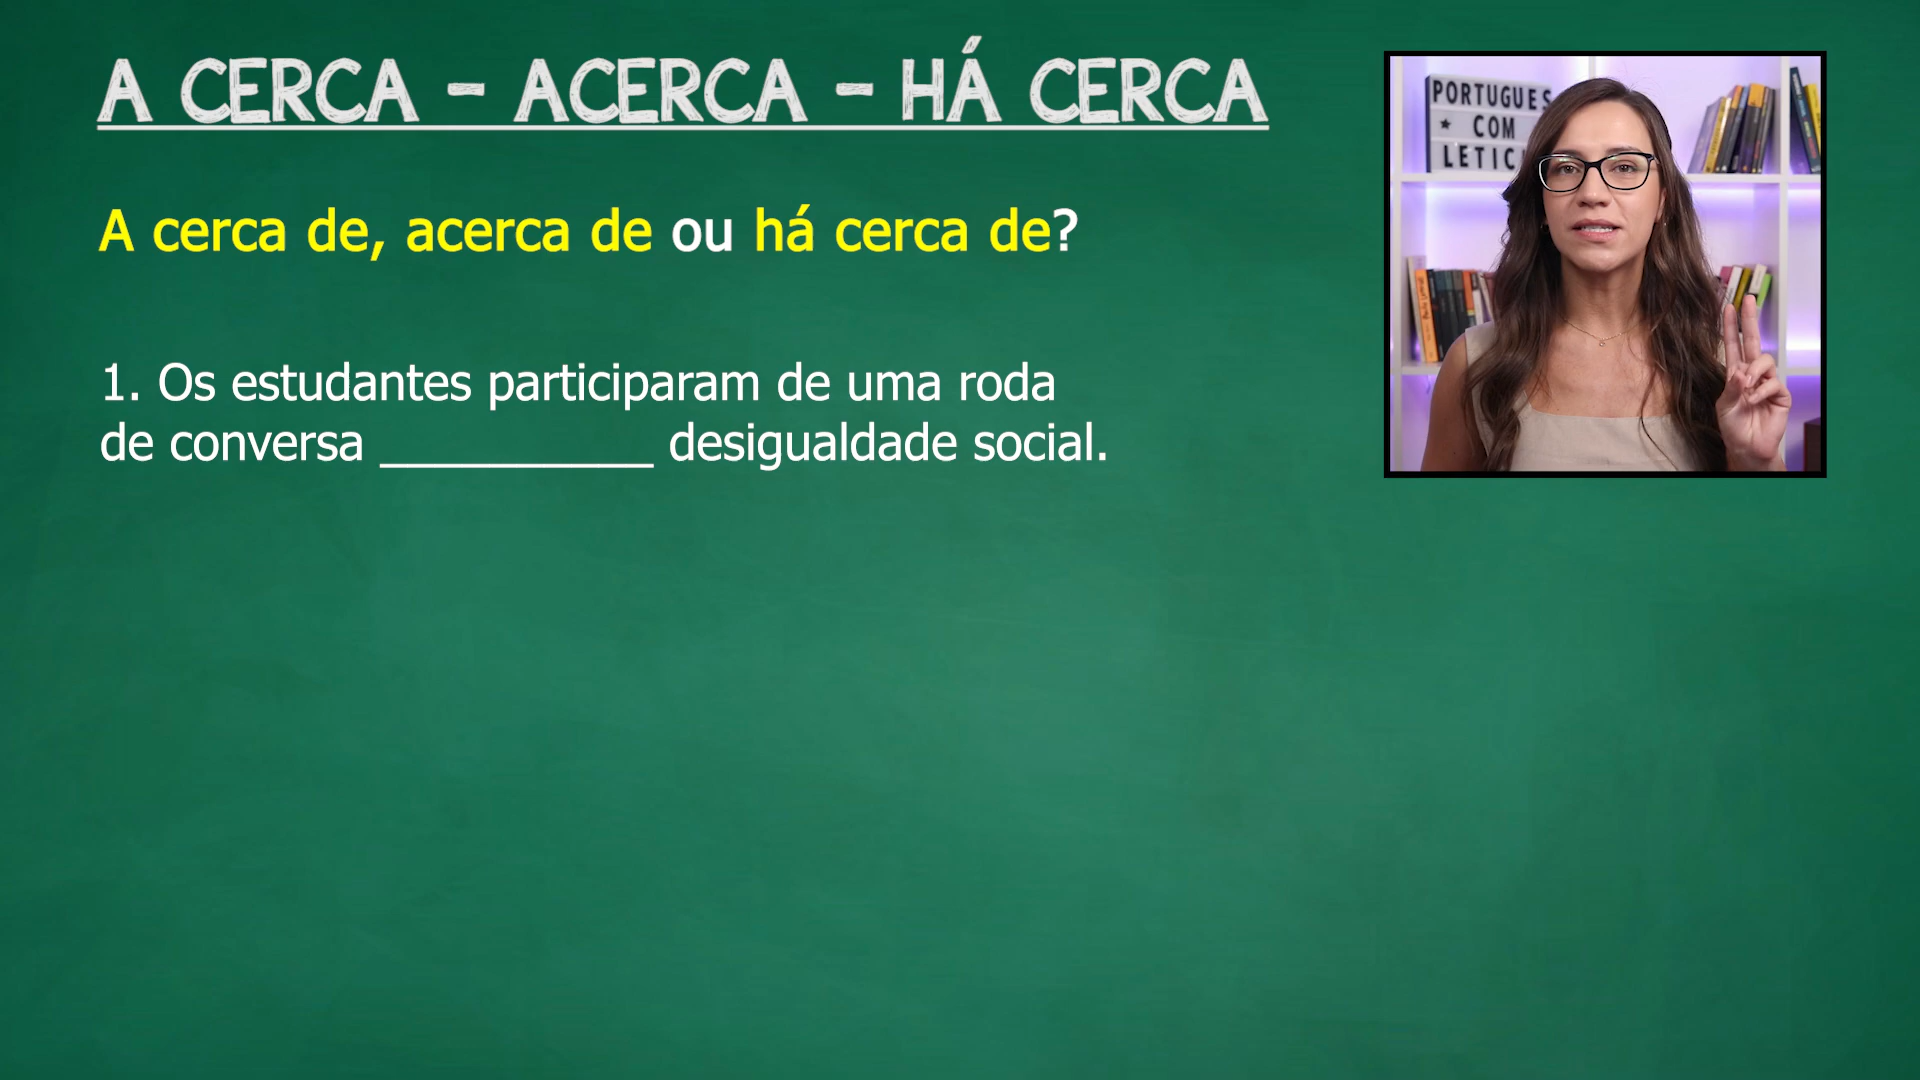 A CERCA - ACERCA - HÁ CERCA
A cerca de, acerca de ou há cerca de?
1. Os estudantes participaram de uma roda
de conversa __________ desigualdade social.
PORTUGUES
★ COM
LETIC